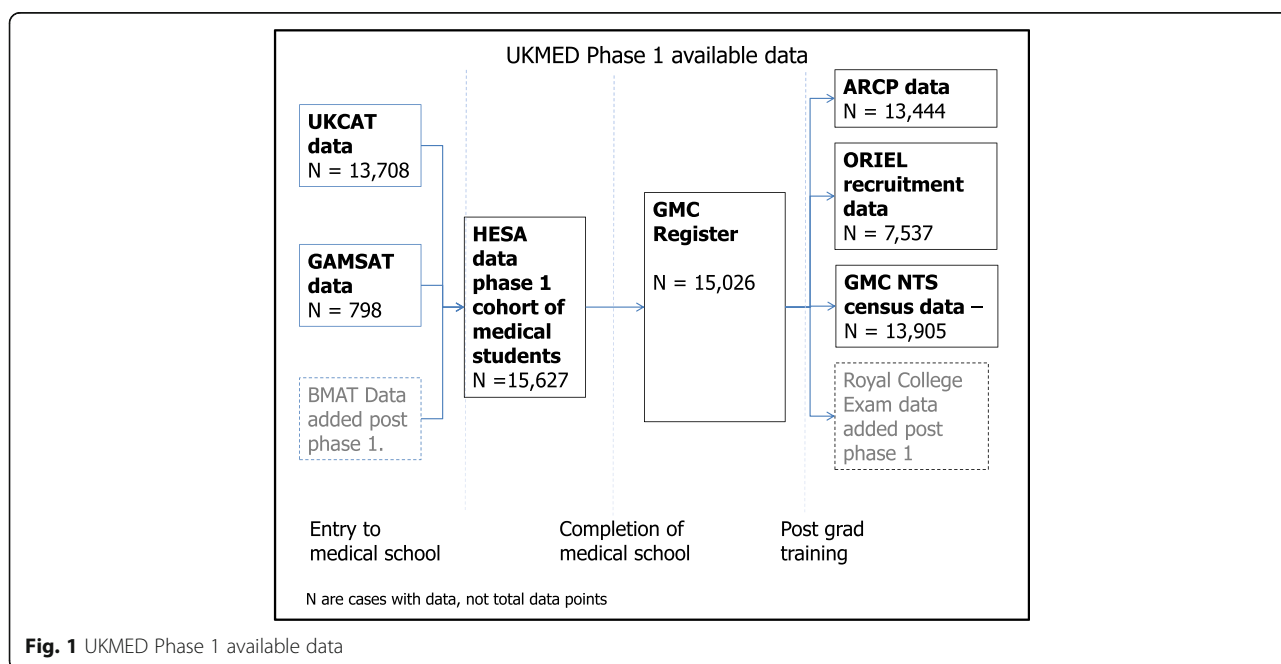 UKMED Phase 1 available data
UKCAT
data
N = 13,708
GAMSAT
data
N = 798
BMAT Data
added post
phase 1.
HESA
data
phase 1
cohort of
medical
students
N =15,627
GMC
Register
N = 15,026
ARCP data
N = 13,444
ORIEL
recruitment
data
N = 7,537
GMC NTS
census data –
N = 13,905
Royal College
Exam data
added post
phase 1
Entry to
medical school
Completion of
medical school
Post grad
training
N are cases with data, not total data points
Fig. 1 UKMED Phase 1 available data